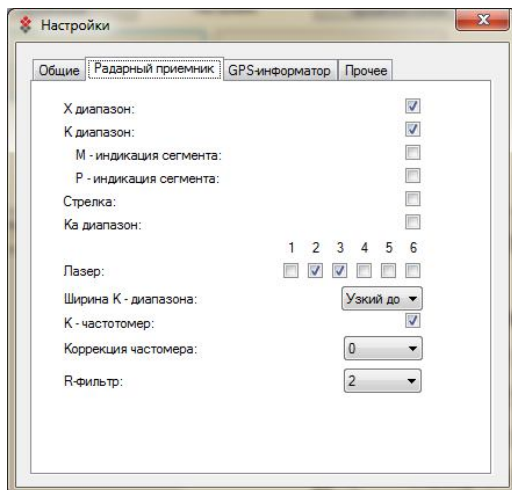 Настройки
Общие Радарный приемник GPS-информатор Прочее
X диапазон:
K диапазон:
M - индикация сегмента:
P - индикация сегмента:
Стрелка:
Ka диапазон:
1 2 3 4 5 6
Лазер:
Ширина K - диапазона: Узкий до
K - частотомер:
Коррекция частомера: 0
R-фильтр: 2